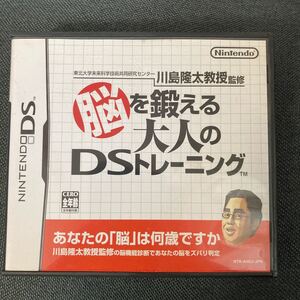 Nintendo
東北大学未来科学技術共同研究センター 川島隆太教授監修
脳を鍛える
大人の
DSトレーニング™
NINTENDO DS™
CERO
全年齢
あなたの「脳」は何歳ですか
川島隆太教授監修の脳機能診断であなたの脳をズバリ判定